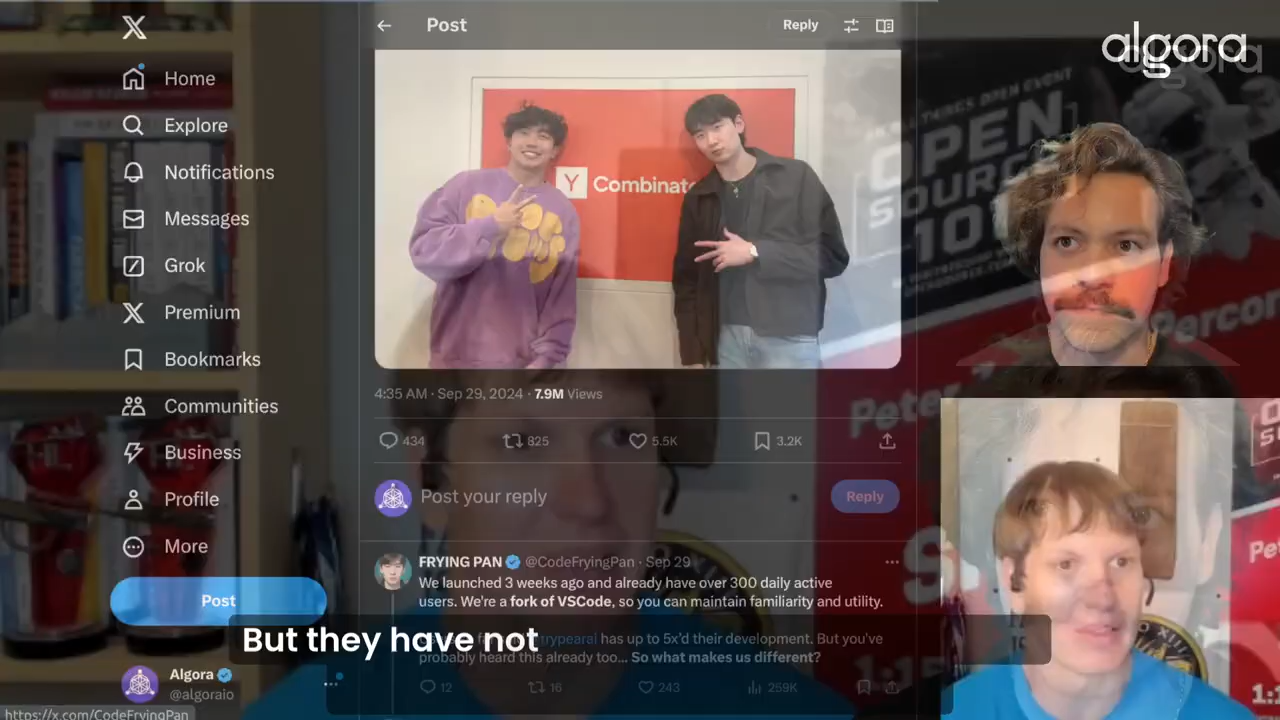 Home
Explore
Notifications
Messages
Grok
Premium
Bookmarks
Communities
Business
Profile
More
Post
Algora
@algoraio
https://x.com/CodeFryingPan
Post
Reply
Y Combinato
4:35 AM · Sep 29, 2024 · 7.9M Views
434 825 5.5K 3.2K
Post your reply
Reply
FRYING PAN @CodeFryingPan · Sep 29
We launched 3 weeks ago and already have over 300 daily active
users. We're a fork of VSCode, so you can maintain familiarity and utility.
has up to 5x'd their development. But you've
probably heard this already too... So what makes us different?
12 16 243 259K
But they have not
algora
OPEN
SOURCE
101
Peter